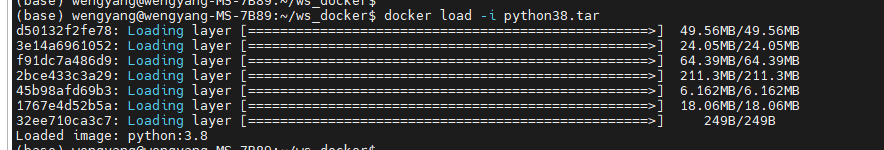 (base) wengyang@wengyang-MS-7B89:~/ws_docker$
(base) wengyang@wengyang-MS-7B89:~/ws_docker$ docker load -i python38.tar
d50132f2fe78: Loading layer [==================================================>]  49.56MB/49.56MB
3e14a6961052: Loading layer [==================================================>]  24.05MB/24.05MB
f91dc7a486d9: Loading layer [==================================================>]  64.39MB/64.39MB
2bce433c3a29: Loading layer [==================================================>]  211.3MB/211.3MB
45b98afd69b3: Loading layer [==================================================>]  6.162MB/6.162MB
1767e4d52b5a: Loading layer [==================================================>]  18.06MB/18.06MB
32ee710ca3c7: Loading layer [==================================================>]     249B/249B
Loaded image: python:3.8
(base) wengyang@wengyang-MS-7B89:~/ws_docker$